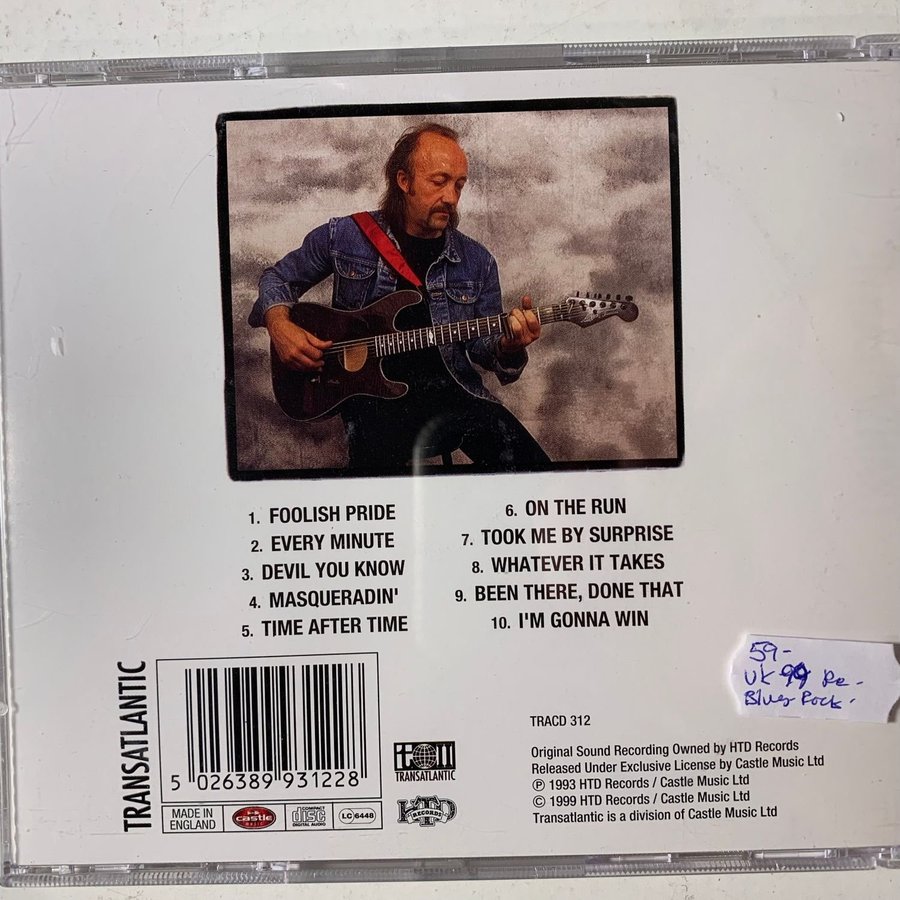 1. FOOLISH PRIDE
2. EVERY MINUTE
3. DEVIL YOU KNOW
4. MASQUERADIN'
5. TIME AFTER TIME
6. ON THE RUN
7. TOOK ME BY SURPRISE
8. WHATEVER IT TAKES
9. BEEN THERE, DONE THAT
10. I'M GONNA WIN
59-
UK 99 Re-
Blues Rock.
TRANSATLANTIC
5 026389 931228
MADE IN
ENGLAND
castle
MUSIC
COMPACT
disc
DIGITAL AUDIO
LC 6448
TRANSATLANTIC
HTD
RECORDS
TRACD 312
Original Sound Recording Owned by HTD Records
Released Under Exclusive License by Castle Music Ltd
℗ 1993 HTD Records / Castle Music Ltd
© 1999 HTD Records / Castle Music Ltd
Transatlantic is a division of Castle Music Ltd